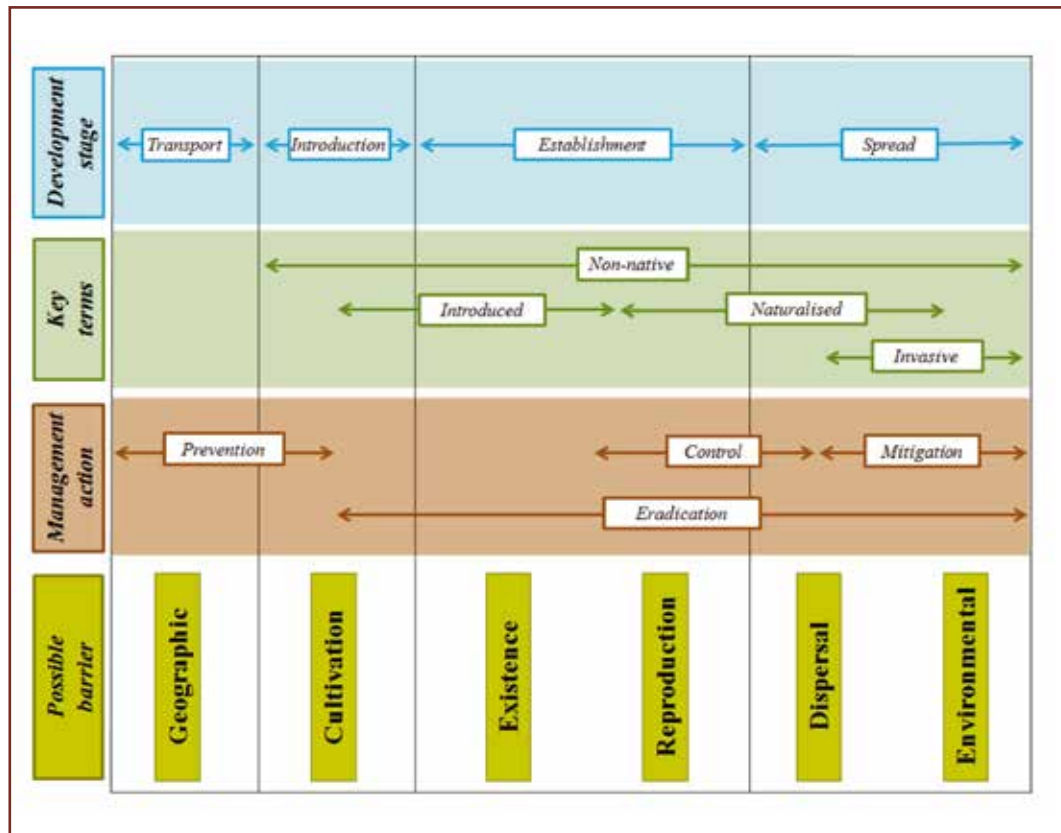 Development
stage
Transport
Introduction
Establishment
Spread
Key
terms
Non-native
Introduced
Naturalised
Invasive
Management
action
Prevention
Control
Mitigation
Eradication
Possible
barrier
Geographic
Cultivation
Existence
Reproduction
Dispersal
Environmental